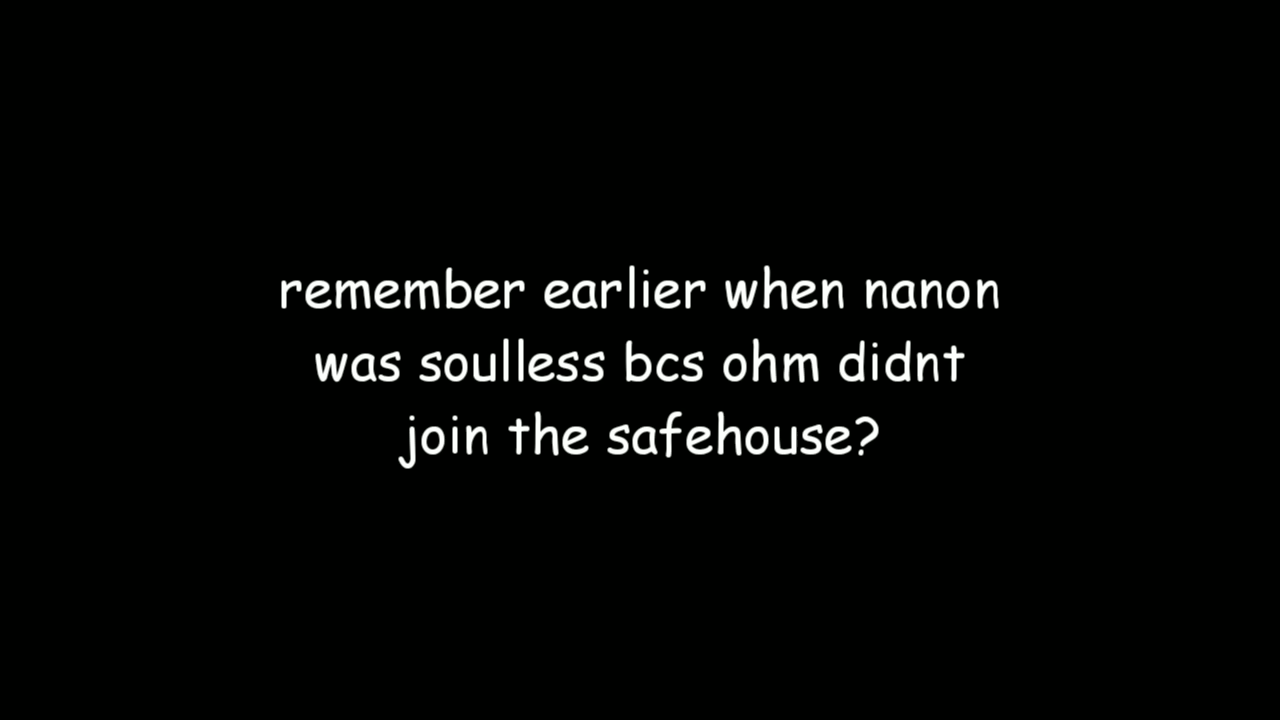 remember earlier when nanon
was soulless bcs ohm didnt
join the safehouse?